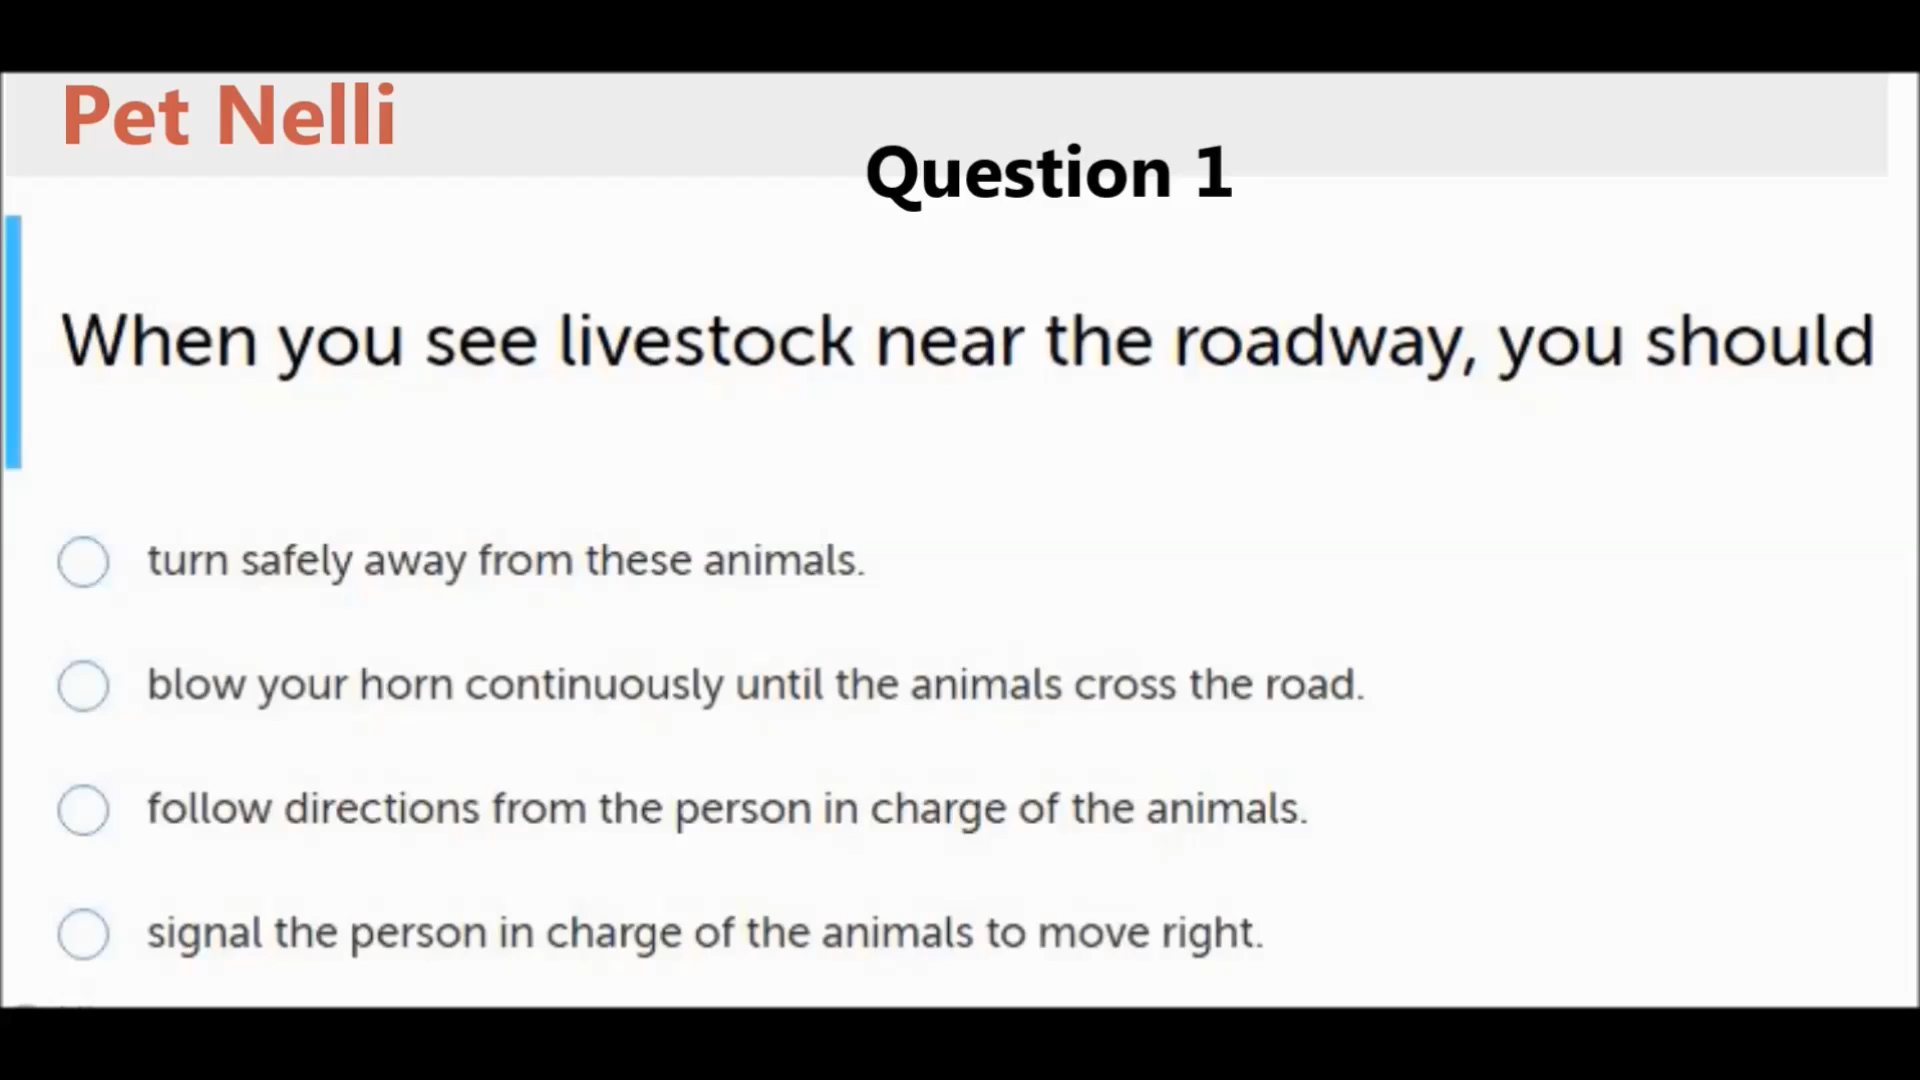 Pet Nelli
Question 1
When you see livestock near the roadway, you should
turn safely away from these animals.
blow your horn continuously until the animals cross the road.
follow directions from the person in charge of the animals.
signal the person in charge of the animals to move right.